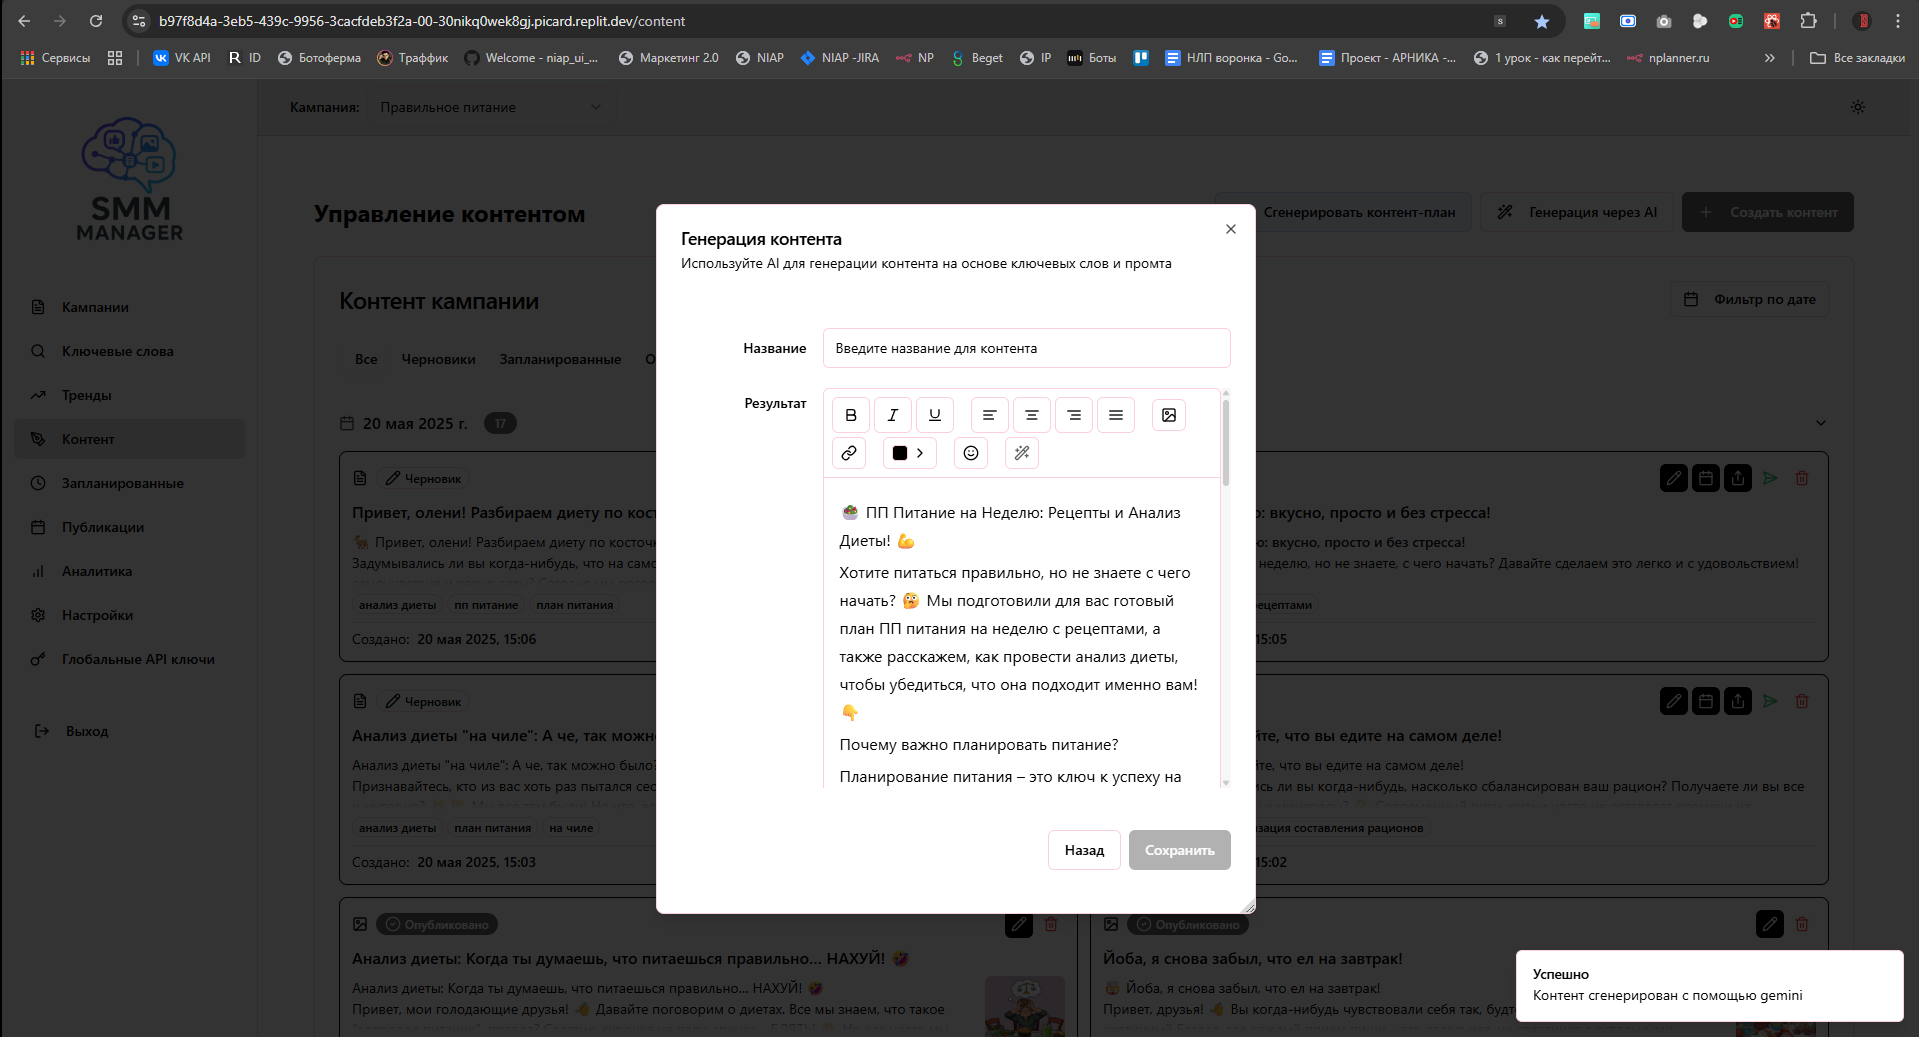 b97f8d4a-3eb5-439c-9956-3cacfdeb3f2a-00-30nikq0wek8gj.picard.replit.dev/content
Сервисы
VK API
ID
Ботоферма
Траффик
Welcome - niap_ui_...
Маркетинг 2.0
NIAP
NIAP -JIRA
NP
Beget
IP
Боты
НЛП воронка - Go...
Проект - АРНИКА -...
1 урок - как перейт...
nplanner.ru
Все закладки
SMM
MANAGER
Кампании
Ключевые слова
Тренды
Контент
Запланированные
Публикации
Аналитика
Настройки
Глобальные API ключи
Выход
Кампания:
Правильное питание
Управление контентом
Сгенерировать контент-план
Генерация через AI
Создать контент
Контент кампании
Фильтр по дате
Все
Черновики
Запланированные
20 мая 2025 г.
17
Черновик
Привет, олени! Разбираем диету по кост
🦌 Привет, олени! Разбираем диету по косточк
Задумывались ли вы когда-нибудь, что на само
анализ диеты
пп питание
план питания
Создано: 20 мая 2025, 15:06
ю: вкусно, просто и без стресса!
ю: вкусно, просто и без стресса!
неделю, но не знаете, с чего начать? Давайте сделаем это легко и с удовольствием!
ецептами
15:05
Черновик
Анализ диеты "на чиле": А че, так можн
Анализ диеты "на чиле": А че, так можно было?
Признавайтесь, кто из вас хоть раз пытался сес
анализ диеты
план питания
на чиле
Создано: 20 мая 2025, 15:03
йте, что вы едите на самом деле!
те, что вы едите на самом деле!
сь ли вы когда-нибудь, насколько сбалансирован ваш рацион? Получаете ли вы все
зация составления рационов
15:02
Опубликовано
Анализ диеты: Когда ты думаешь, что питаешься правильно... НАХУЙ! 🤯
Анализ диеты: Когда ты думаешь, что питаешься правильно... НАХУЙ! 🤯
Привет, мои голодающие друзья! 👋 Давайте поговорим о диетах. Все мы знаем, что такое
Опубликовано
Йоба, я снова забыл, что ел на завтрак!
Йоба, я снова забыл, что ел на завтрак!
Привет, друзья! 👋 Вы когда-нибудь чувствовали себя так, будт
Генерация контента
Используйте AI для генерации контента на основе ключевых слов и промта
Название
Введите название для контента
Результат
B I U
🥗 ПП Питание на Неделю: Рецепты и Анализ
Диеты! 💪
Хотите питаться правильно, но не знаете с чего
начать? 🤔 Мы подготовили для вас готовый
план ПП питания на неделю с рецептами, а
также расскажем, как провести анализ диеты,
чтобы убедиться, что она подходит именно вам!
👇
Почему важно планировать питание?
Планирование питания – это ключ к успеху на
Назад
Сохранить
Успешно
Контент сгенерирован с помощью gemini